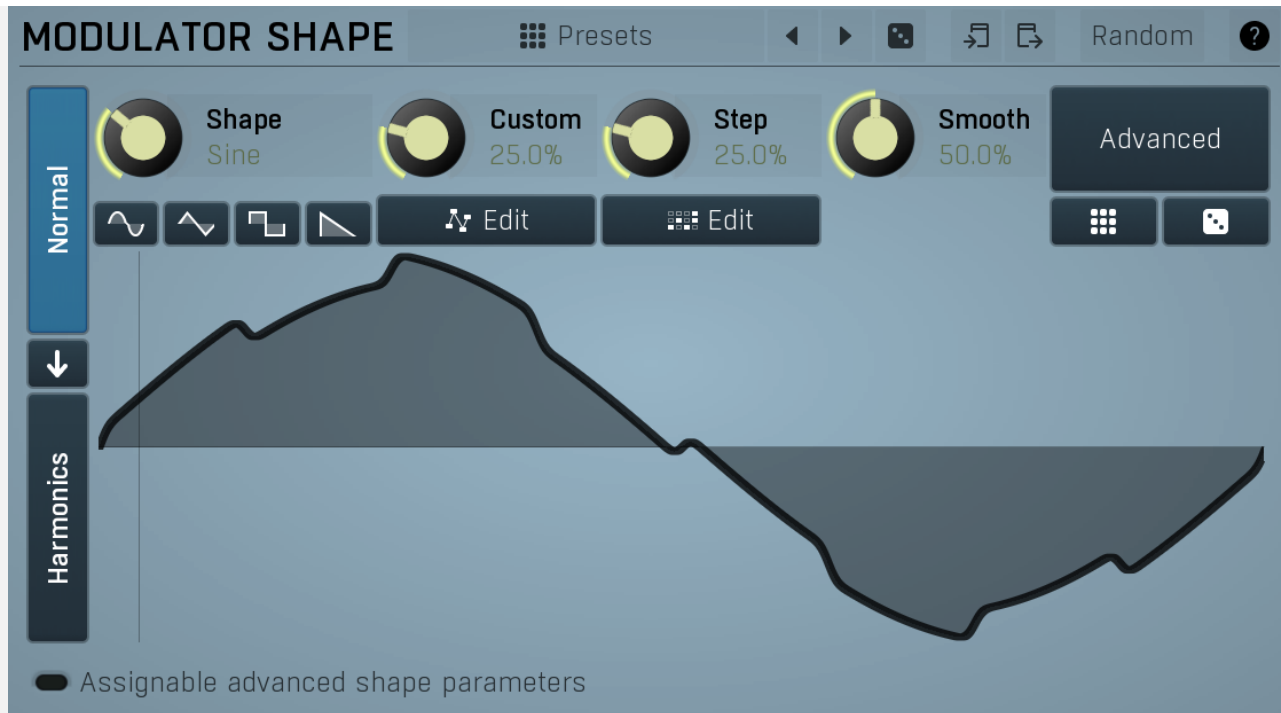 MODULATOR SHAPE
Presets
Random
?
Normal
Shape
Sine
Custom
25.0%
Step
25.0%
Smooth
50.0%
Advanced
Edit
Edit
Harmonics
Assignable advanced shape parameters